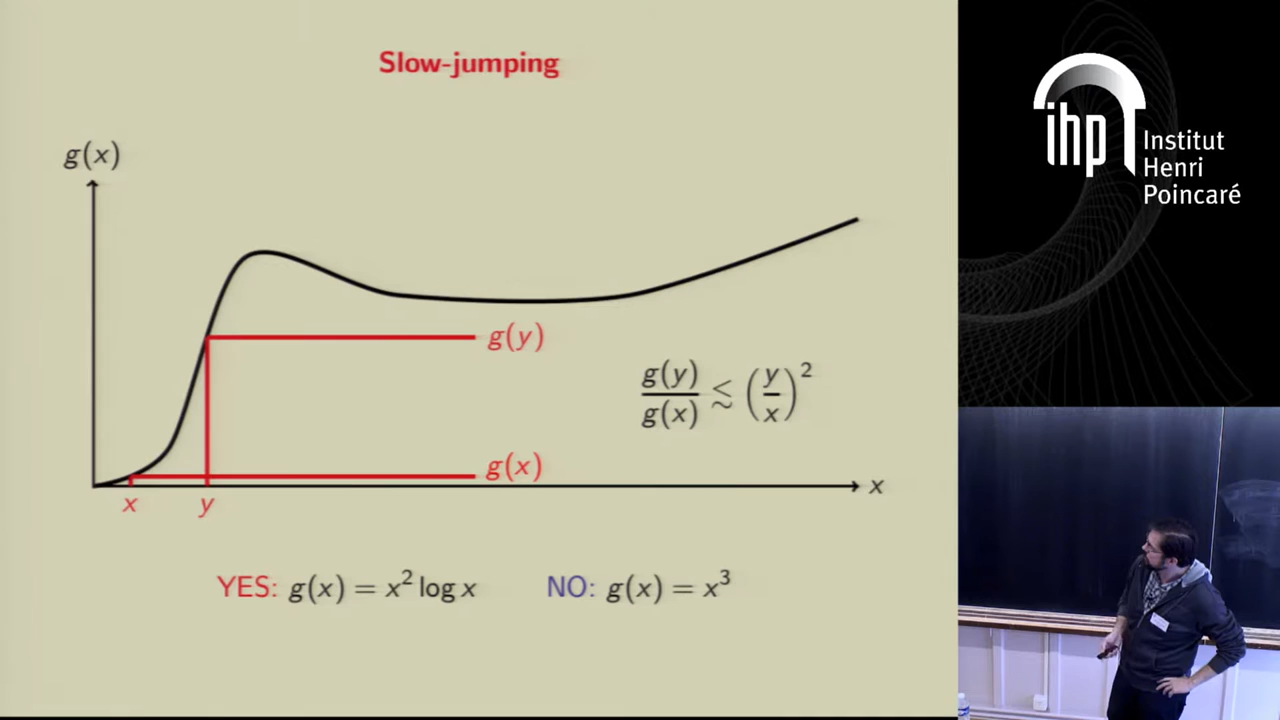 Slow-jumping
g(x)
g(y)
g(y)/g(x) ≲ (y/x)²
g(x)
x
x y
YES: g(x) = x² log x NO: g(x) = x³
ihp
Institut
Henri
Poincaré